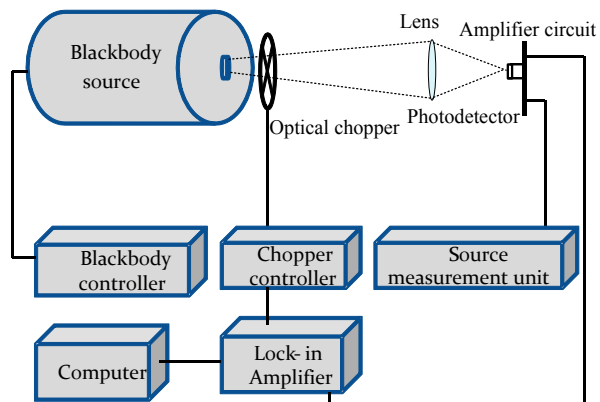 Blackbody
source
Lens
Amplifier circuit
Optical chopper
Photodetector
Blackbody
controller
Chopper
controller
Source
measurement unit
Computer
Lock- in
Amplifier